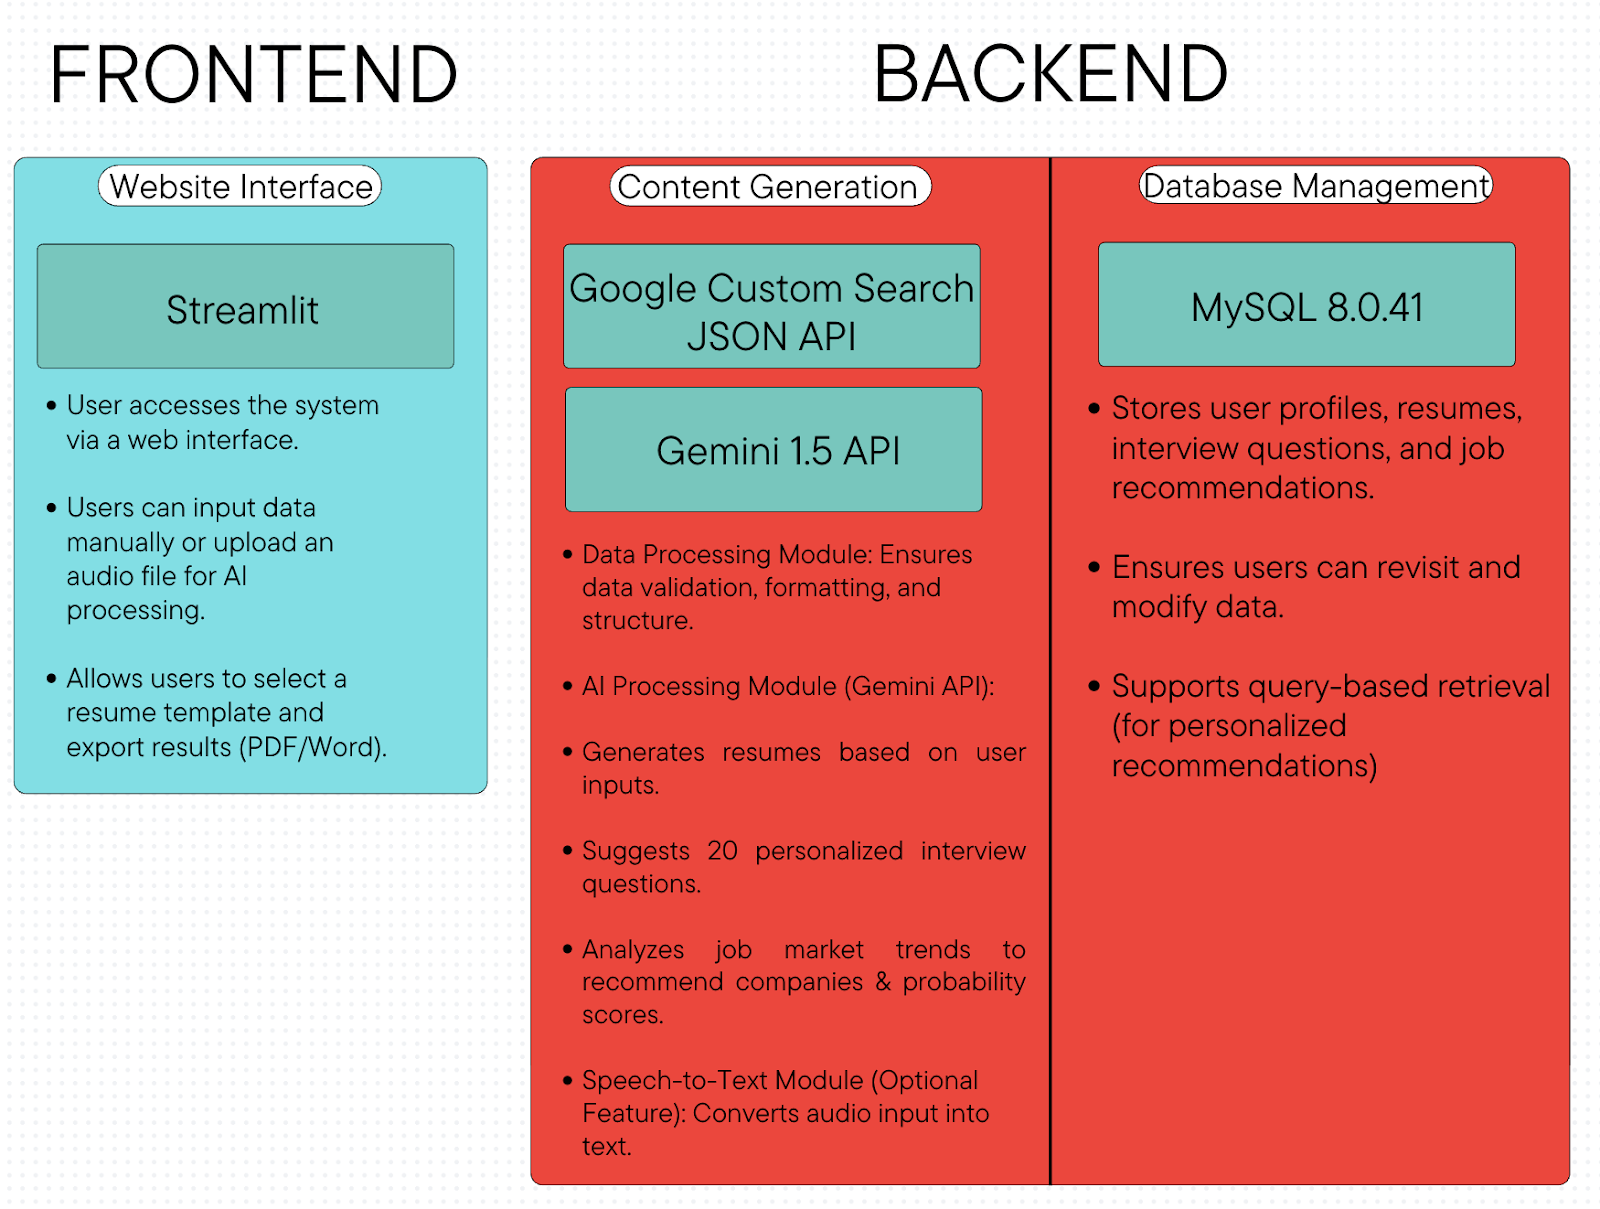 FRONTEND
BACKEND
Website Interface
Streamlit
• User accesses the system
via a web interface.
• Users can input data
manually or upload an
audio file for AI
processing.
• Allows users to select a
resume template and
export results (PDF/Word).
Content Generation
Google Custom Search
JSON API
Gemini 1.5 API
• Data Processing Module: Ensures
data validation, formatting, and
structure.
• AI Processing Module (Gemini API):
• Generates resumes based on user
inputs.
• Suggests 20 personalized interview
questions.
• Analyzes job market trends to
recommend companies & probability
scores.
• Speech-to-Text Module (Optional
Feature): Converts audio input into
text.
Database Management
MySQL 8.0.41
• Stores user profiles, resumes,
interview questions, and job
recommendations.
• Ensures users can revisit and
modify data.
• Supports query-based retrieval
(for personalized
recommendations)